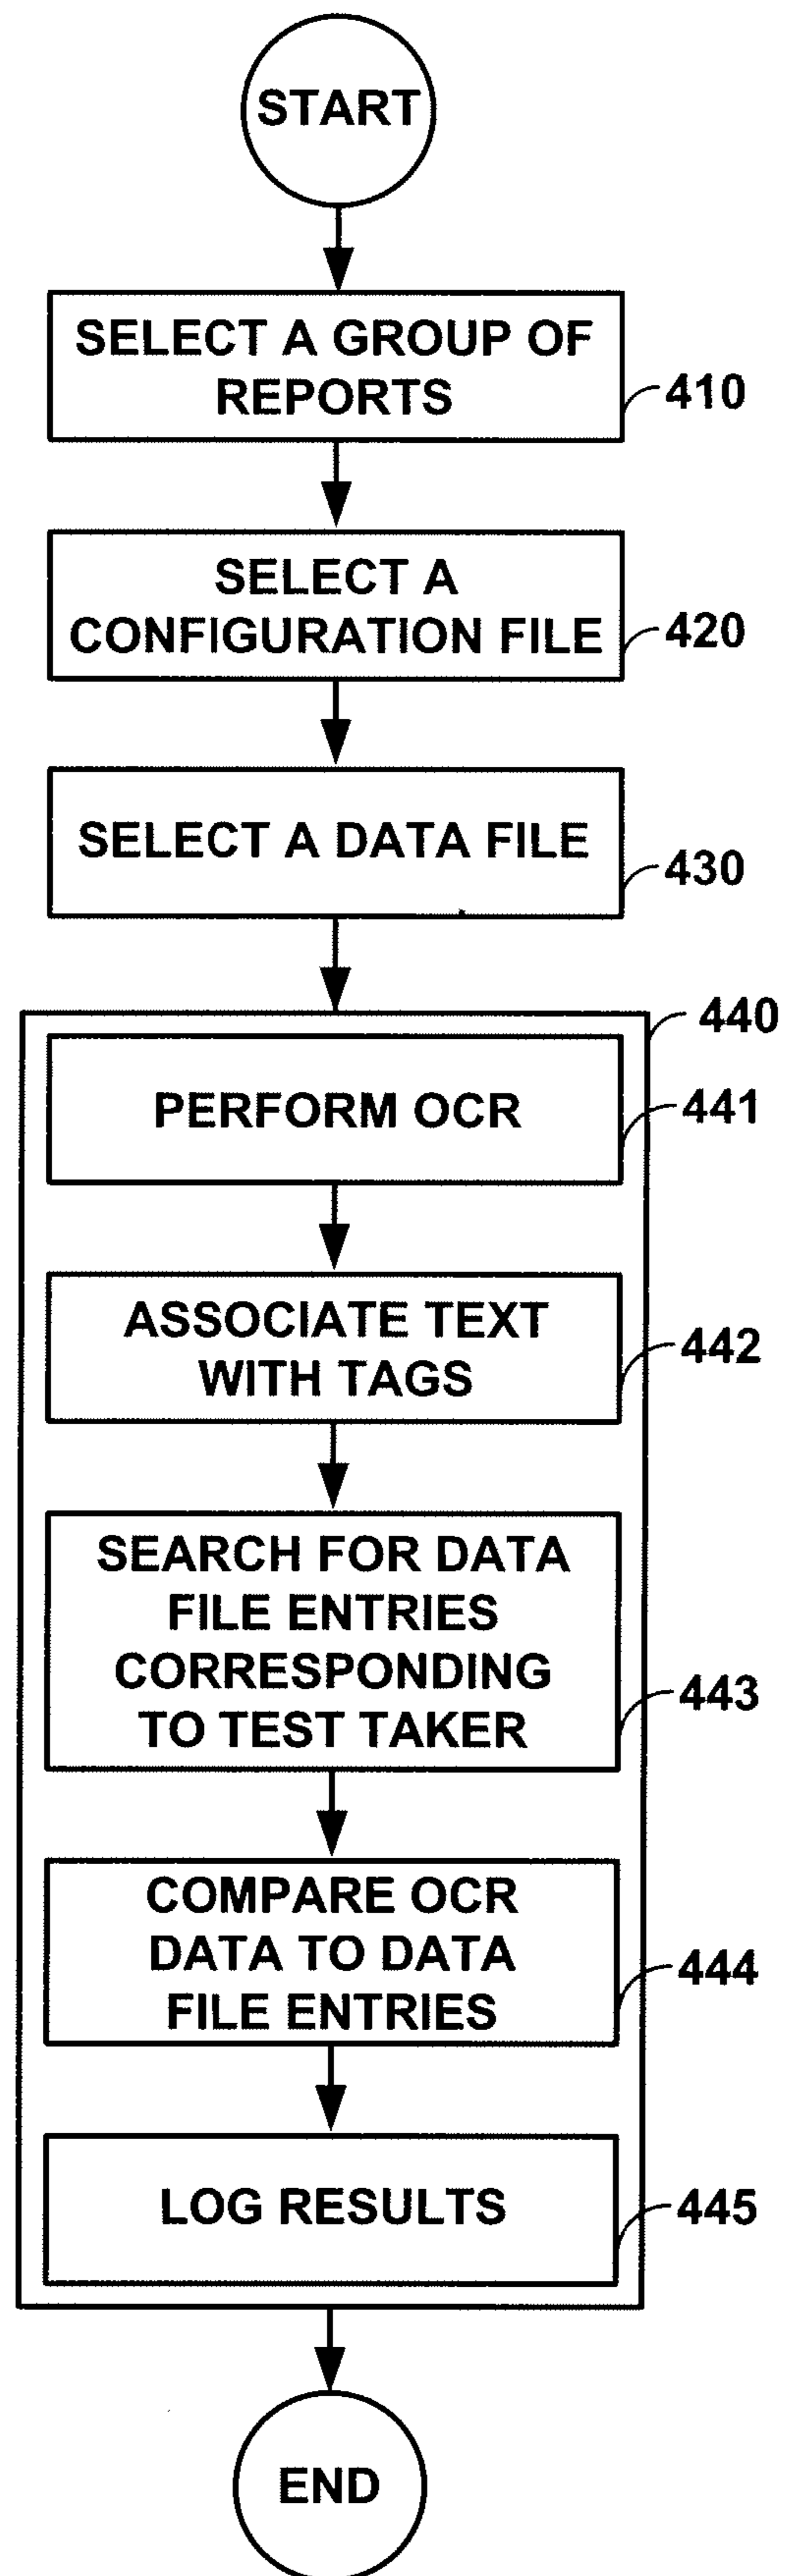 START
SELECT A GROUP OF
REPORTS
410
SELECT A
CONFIGURATION FILE
420
SELECT A DATA FILE
430
440
PERFORM OCR
441
ASSOCIATE TEXT
WITH TAGS
442
SEARCH FOR DATA
FILE ENTRIES
CORRESPONDING
TO TEST TAKER
443
COMPARE OCR
DATA TO DATA
FILE ENTRIES
444
LOG RESULTS
445
END